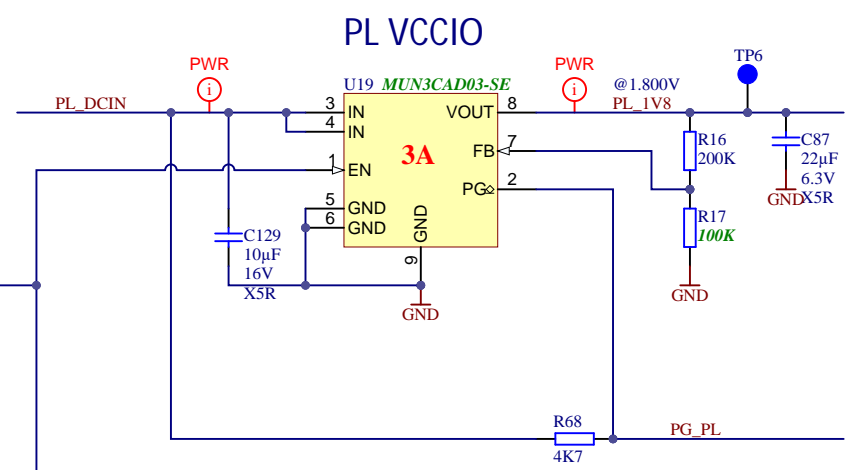 PL VCCIO
PWR
PWR
TP6
U19 MUN3CAD03-SE
@1.800V
PL_DCIN
PL_1V8
3 IN
4 IN
1 EN
5 GND
6 GND
GND
9
3A
VOUT 8
FB 7
PG 2
i
i
R16
200K
R17
100K
GND
C87
22µF
6.3V
X5R
GND
C129
10µF
16V
X5R
GND
R68
4K7
PG_PL